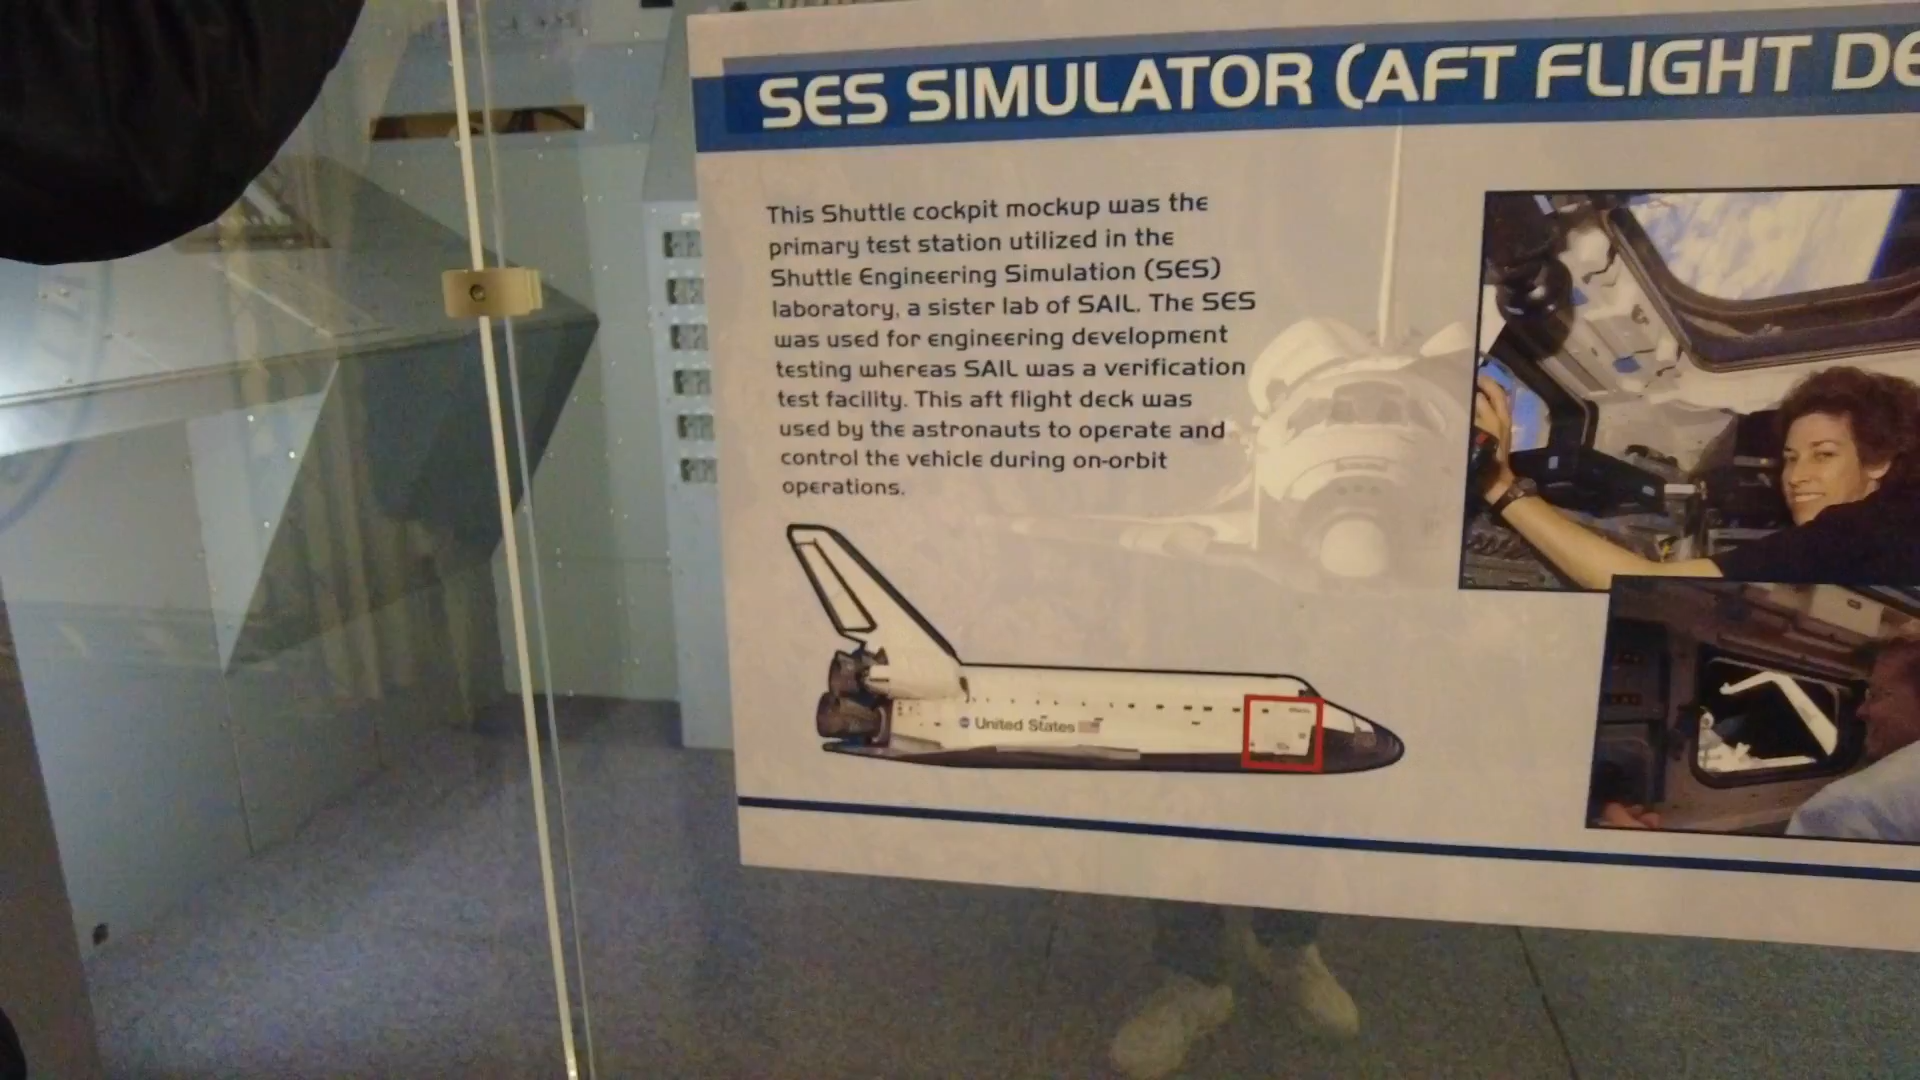 SES SIMULATOR (AFT FLIGHT DE
This Shuttle cockpit mockup was the
primary test station utilized in the
Shuttle Engineering Simulation (SES)
laboratory, a sister lab of SAIL. The SES
was used for engineering development
testing whereas SAIL was a verification
test facility. This aft flight deck was
used by the astronauts to operate and
control the vehicle during on-orbit
operations.
United States